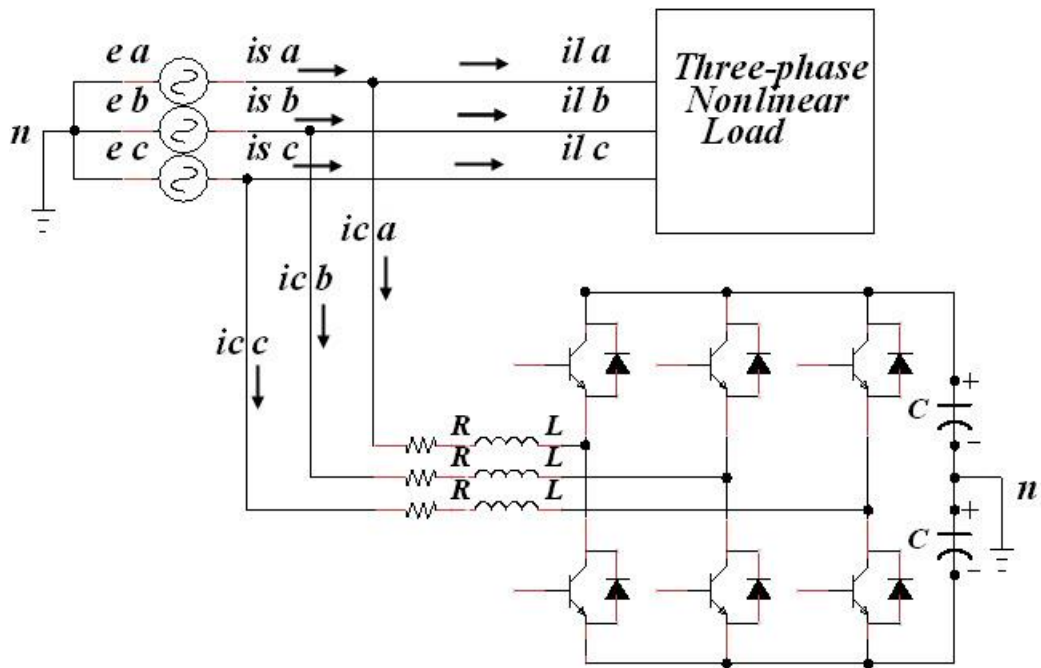 e a is a il a
e b is b il b
n
e c is c il c
Three-phase
Nonlinear
Load
ic a
ic b
ic c
R L
R L
R L
+
C
-
n
+
C
-